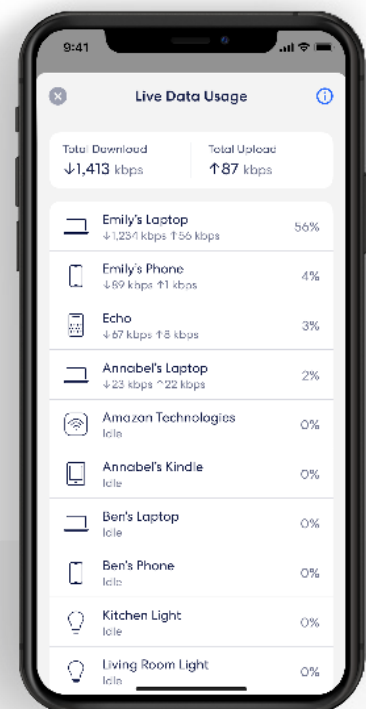 9:41
Live Data Usage
Total Download
Total Upload
↓1,413 kbps
↑87 kbps
Emily's Laptop
↓1,234 kbps ↑56 kbps
56%
Emily's Phone
↓89 kbps ↑1 kbps
4%
Echo
↓67 kbps ↑8 kbps
3%
Annabel's Laptop
↓23 kbps ↑22 kbps
2%
Amazon Technologies
Idle
0%
Annabel's Kindle
Idle
0%
Ben's Laptop
Idle
0%
Ben's Phone
Idle
0%
Kitchen Light
Idle
0%
Living Room Light
Idle
0%